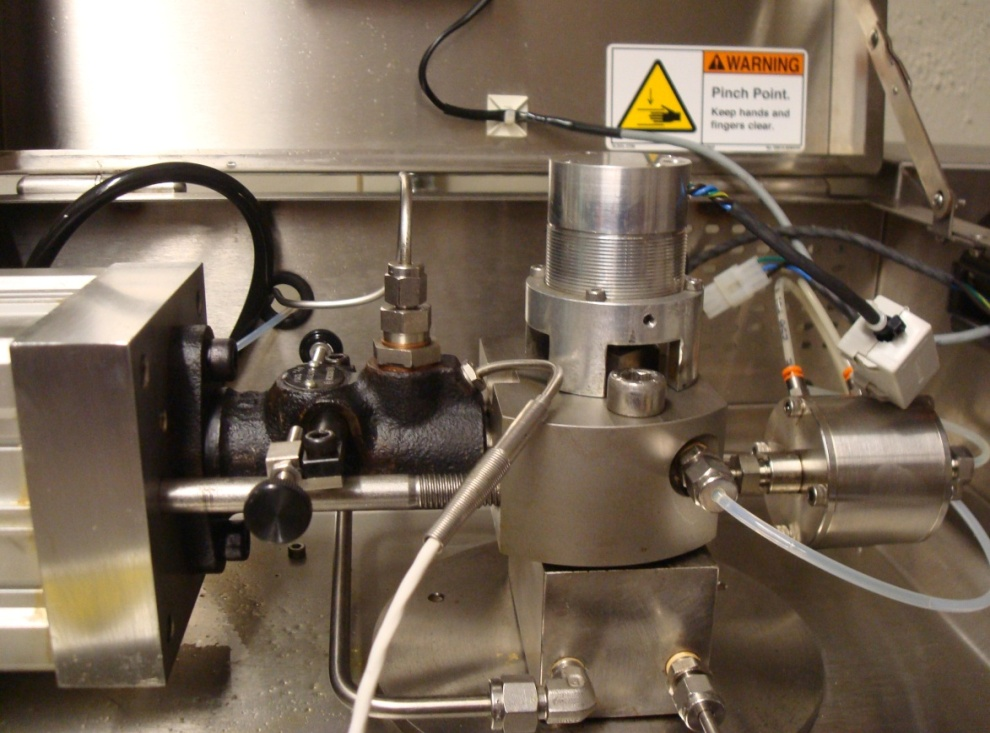 WARNING
Pinch Point.
Keep hands and
fingers clear.